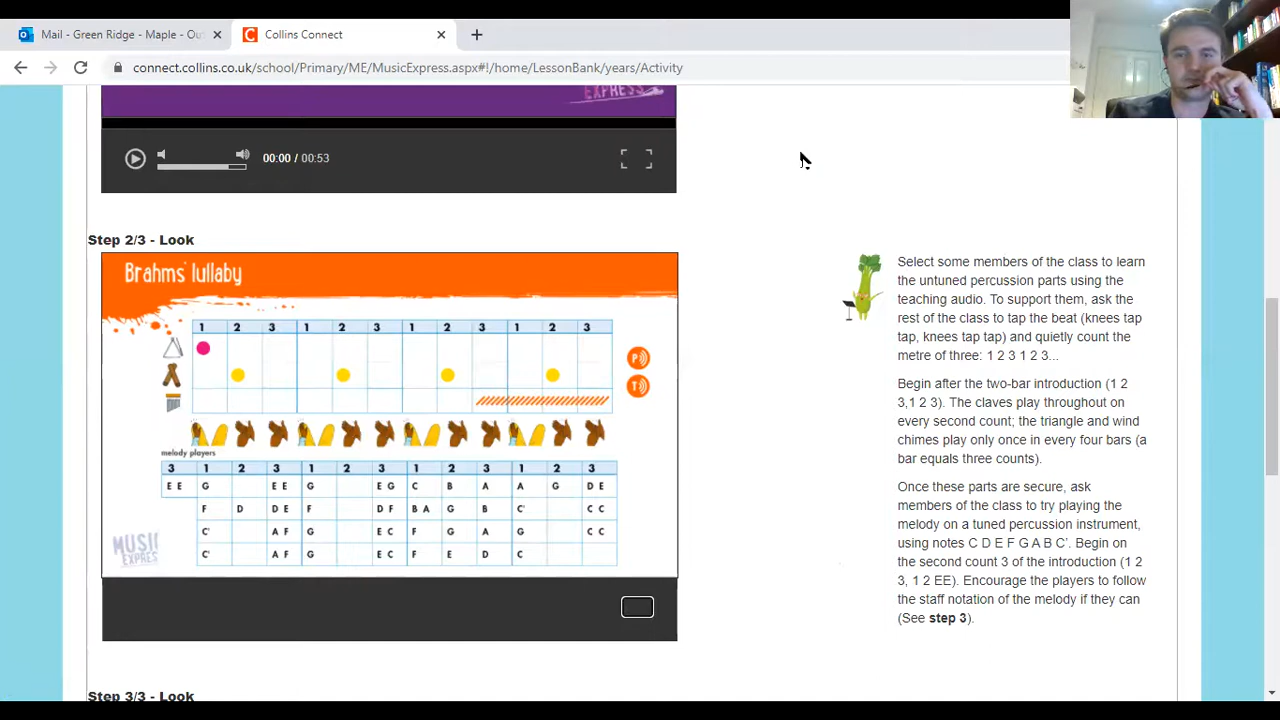 Mail - Green Ridge - Maple - Ou
Collins Connect
connect.collins.co.uk/school/Primary/ME/MusicExpress.aspx#!/home/LessonBank/years/Activity
EXPRESS
00:00 / 00:53
Step 2/3 - Look
Brahms' lullaby
1 2 3 1 2 3 1 2 3 1 2 3
P
T
melody players
3 1 2 3 1 2 3 1 2 3 1 2 3
E E G E E G E G C B A A G D E
F D D E F D F B A G B C' C C
C' A F G E C F G A G C C
C' A F G E C F E D C
MUSIC
EXPRES
Select some members of the class to learn
the untuned percussion parts using the
teaching audio. To support them, ask the
rest of the class to tap the beat (knees tap
tap, knees tap tap) and quietly count the
metre of three: 1 2 3 1 2 3...
Begin after the two-bar introduction (1 2
3,1 2 3). The claves play throughout on
every second count; the triangle and wind
chimes play only once in every four bars (a
bar equals three counts).
Once these parts are secure, ask
members of the class to try playing the
melody on a tuned percussion instrument,
using notes C D E F G A B C'. Begin on
the second count 3 of the introduction (1 2
3, 1 2 EE). Encourage the players to follow
the staff notation of the melody if they can
(See step 3).
Step 3/3 - Look